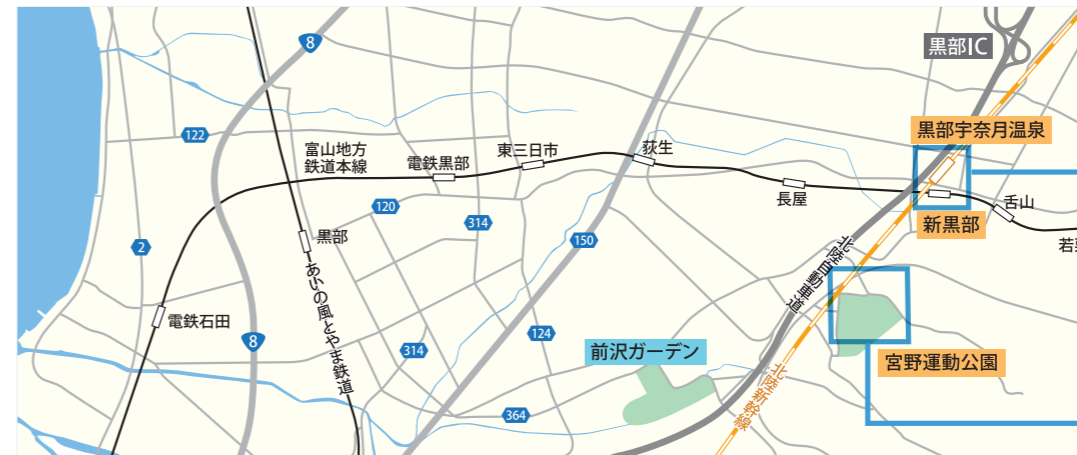 8
黒部IC
黒部宇奈月温泉
122
富山地方
鉄道本線
電鉄黒部
東三日市
荻生
長屋
舌山
新黒部
若
120
314
150
2
黒部
あいの風とやま鉄道
北陸自動車道
電鉄石田
8
314
124
前沢ガーデン
宮野運動公園
364
北陸新幹線